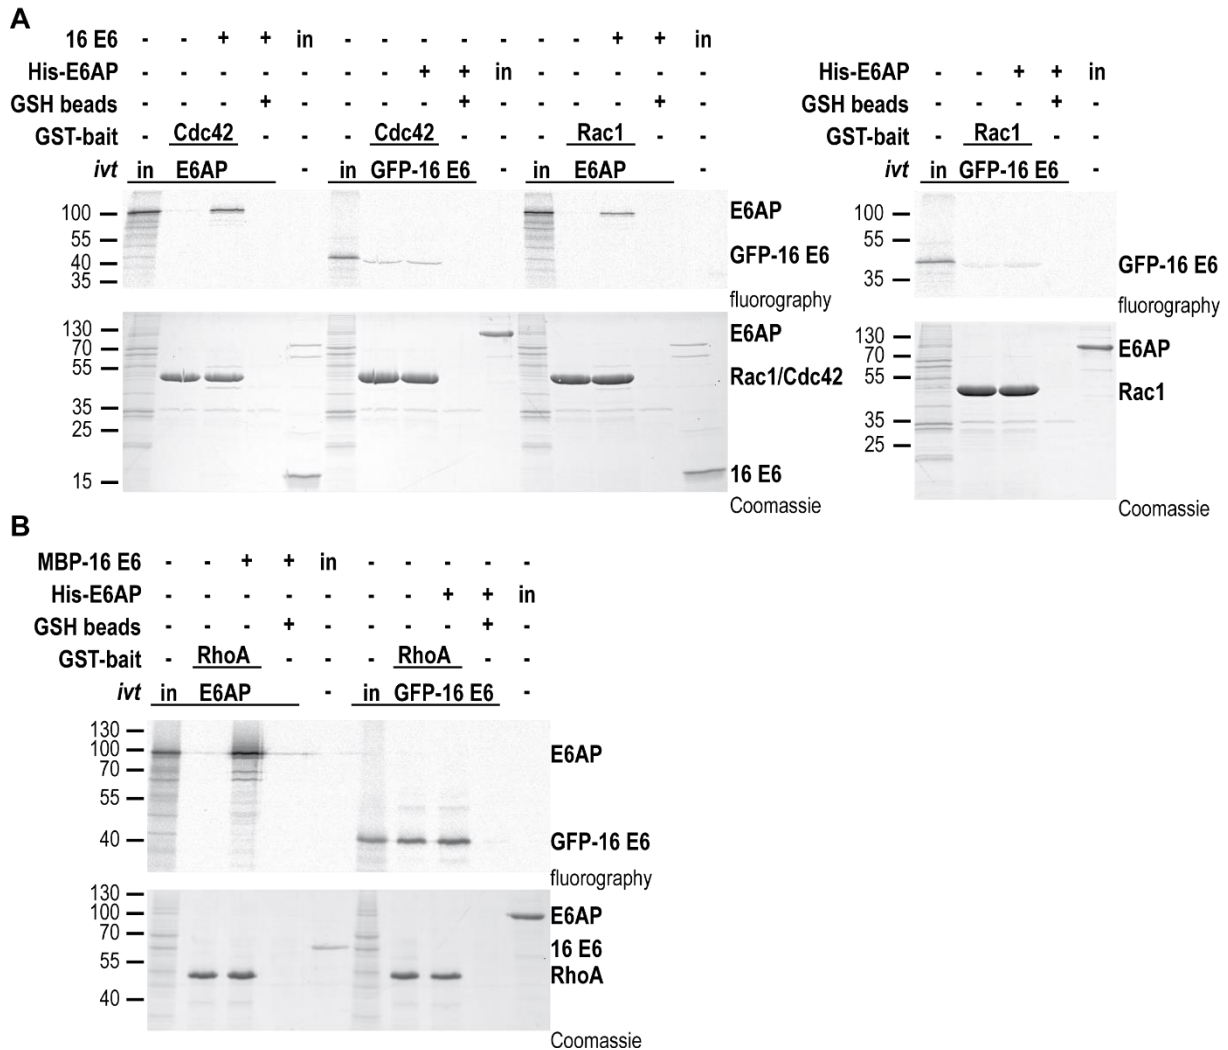 A
16 E6 - - + + in - - - - - - - + + in
His-E6AP - - - - - - - + + in - - - - - His-E6AP - - + + in
GSH beads - - - + - - - - + - - - - + - GSH beads - - - + -
GST-bait - Cdc42 - - - Cdc42 - - - Rac1 - - GST-bait - Rac1 - -
ivt in E6AP - in GFP-16 E6 - in E6AP - ivt in GFP-16 E6 -
100 E6AP 100
55 55
40 GFP-16 E6 GFP-16 E6
35 35
fluorography fluorography
130 E6AP 130 E6AP
70 70
55 Rac1/Cdc42 55 Rac1
35 35
25 25
15 16 E6
Coomassie Coomassie
B
MBP-16 E6 - - + + in - - - - -
His-E6AP - - - - - - - + + in
GSH beads - - - + - - - - + -
GST-bait - RhoA - - - RhoA - -
ivt in E6AP - in GFP-16 E6 -
130
100 E6AP
70
55
40 GFP-16 E6
fluorography
130
100 E6AP
70 16 E6
55 RhoA
40
Coomassie